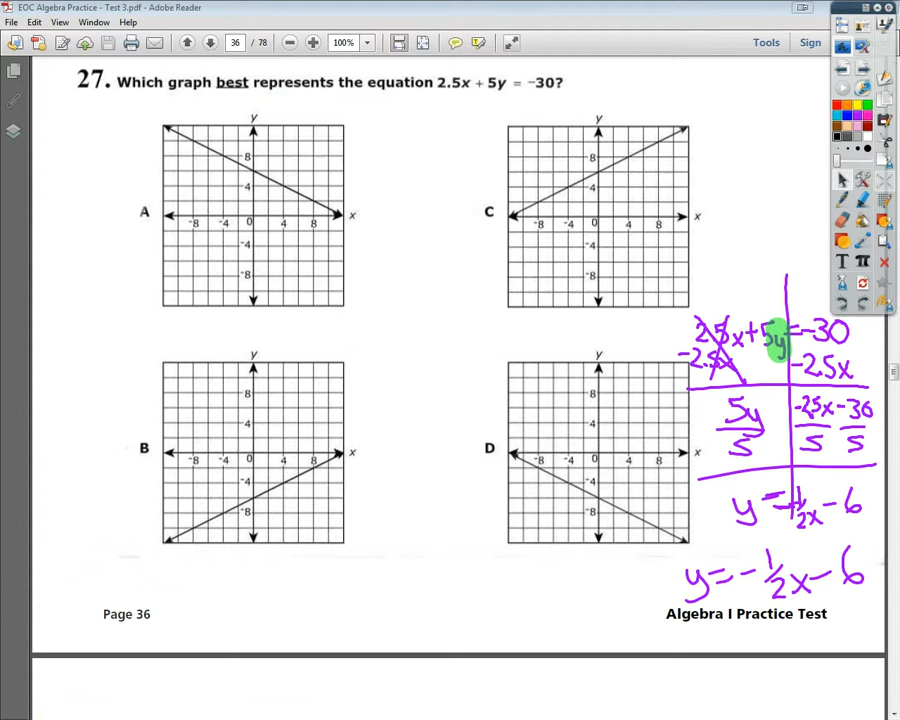 EOC Algebra Practice - Test 3.pdf - Adobe Reader
File Edit View Window Help
36 / 78 100% Tools Sign
27. Which graph best represents the equation 2.5x + 5y = -30?
y
8
4
A -8 -4 0 4 8 x
-4
-8
y
8
4
C -8 -4 0 4 8 x
-4
-8
y
8
4
B -8 -4 0 4 8 x
-4
-8
y
8
4
D -8 -4 0 4 8 x
-4
-8
2.5x+5y=-30
-2.5x -2.5x
5y -2.5x -30
5 5 5
y=-1/2x-6
y=-1/2x-6
Page 36 Algebra I Practice Test